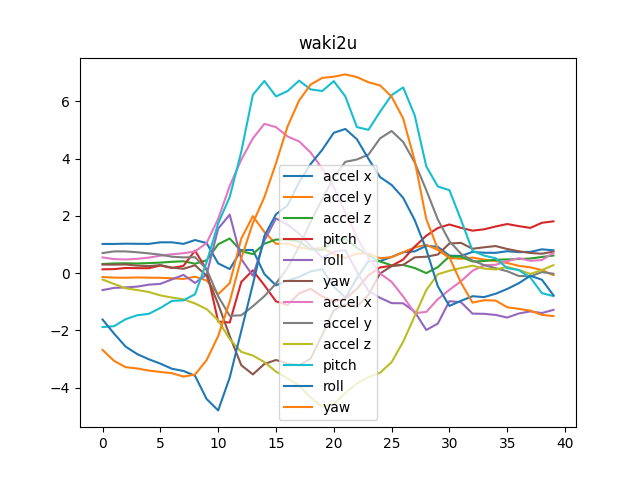 waki2u
6
4
2
0
−2
−4
0
5
10
15
20
25
30
35
40
accel x
accel y
accel z
pitch
roll
yaw
accel x
accel y
accel z
pitch
roll
yaw